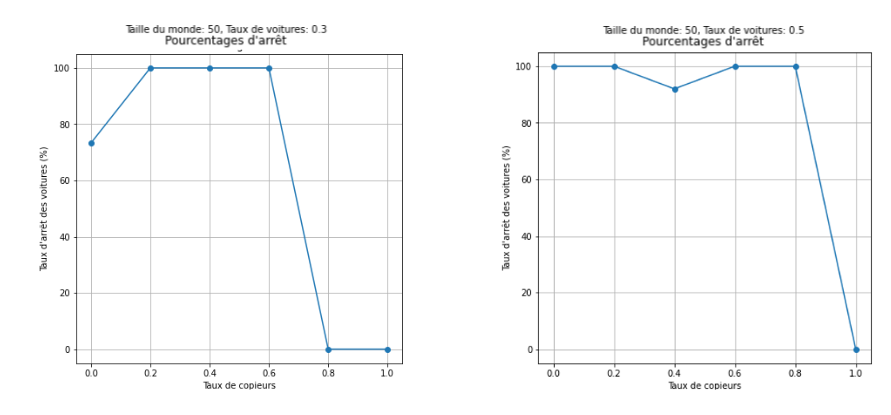 Taille du monde: 50, Taux de voitures: 0.3
Pourcentages d'arrêt
100
80
60
40
20
0
Taux d'arrêt des voitures (%)
0.0 0.2 0.4 0.6 0.8 1.0
Taux de copieurs
Taille du monde: 50, Taux de voitures: 0.5
Pourcentages d'arrêt
100
80
60
40
20
0
Taux d'arrêt des voitures (%)
0.0 0.2 0.4 0.6 0.8 1.0
Taux de copieurs